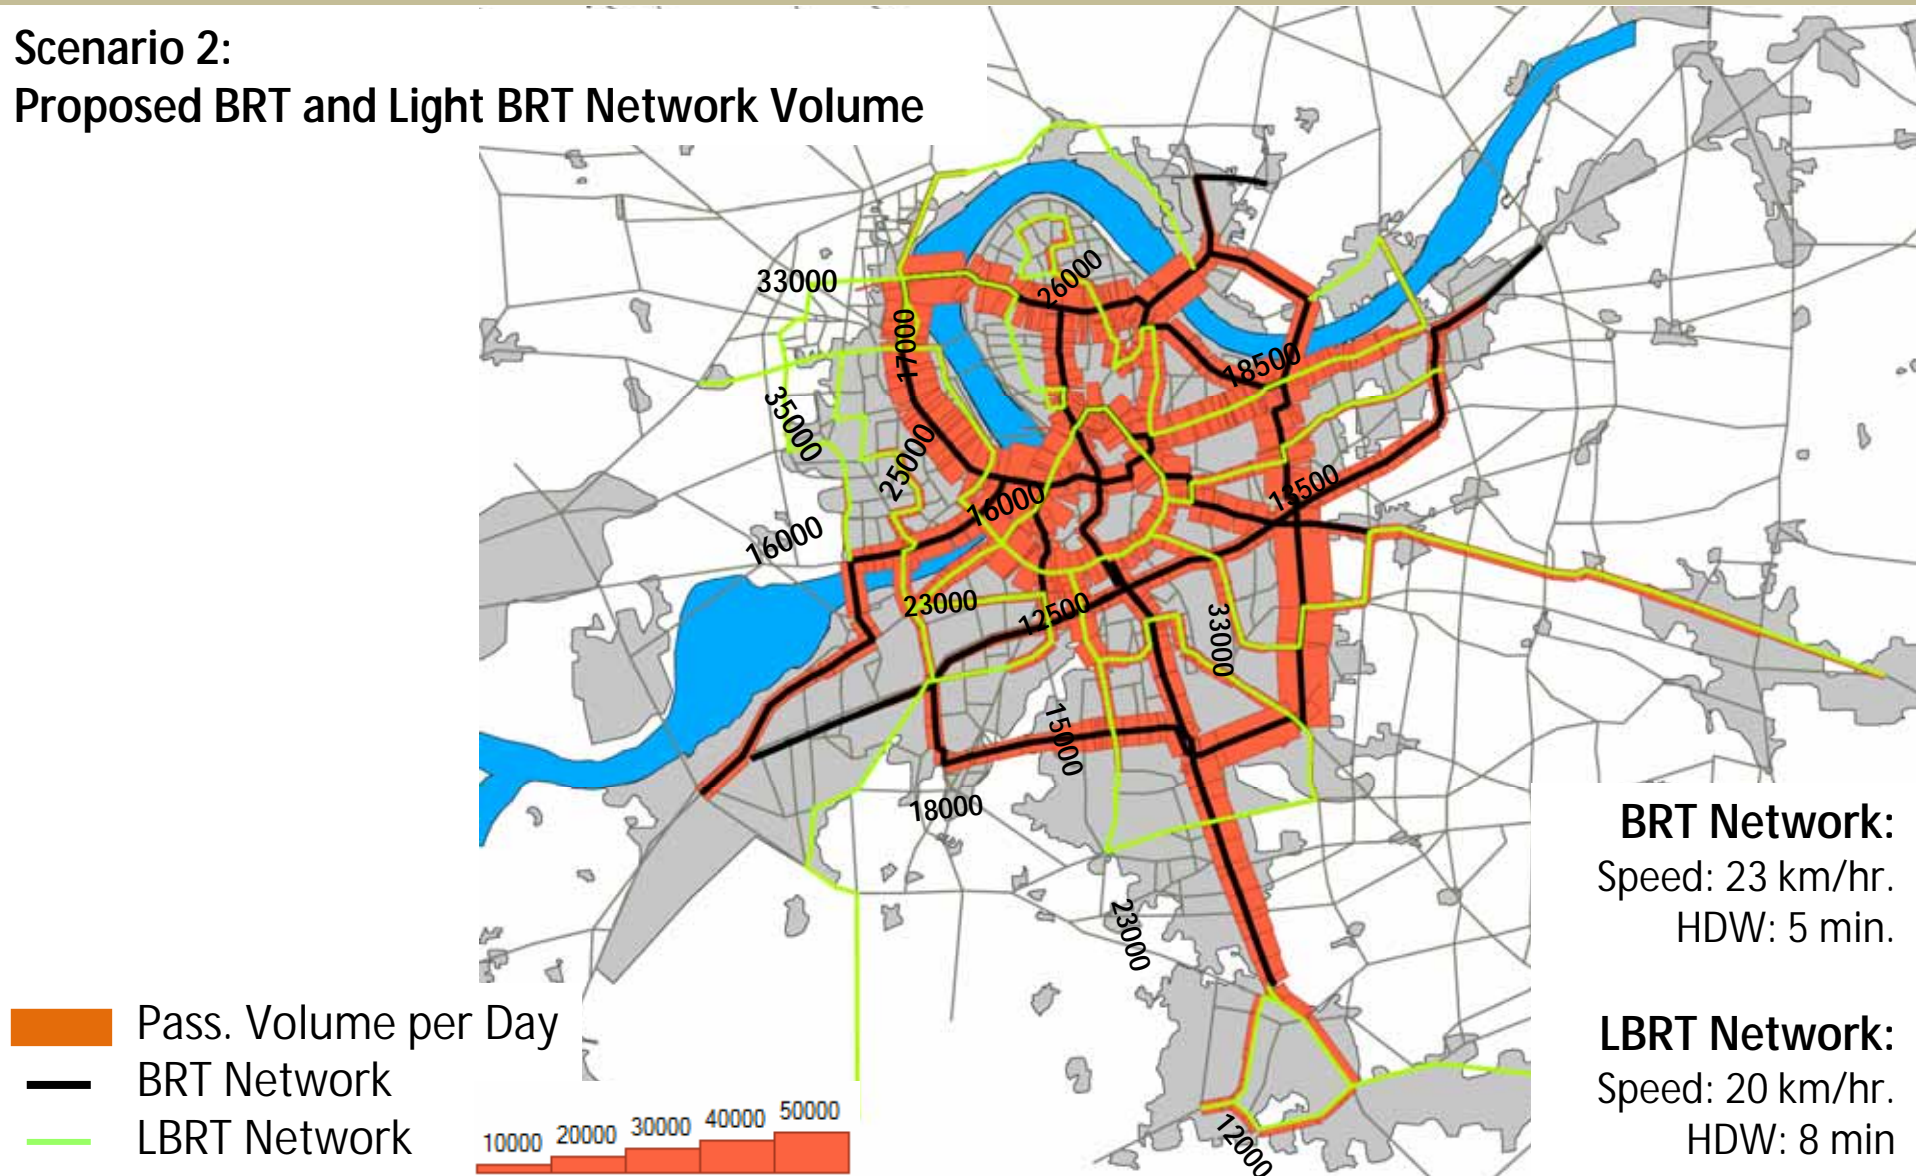 Scenario 2:
Proposed BRT and Light BRT Network Volume
33000
26000
17000
18500
35000
25000
13500
16000
16000
23000
12500
33000
15000
18000
23000
12000
BRT Network:
Speed: 23 km/hr.
HDW: 5 min.
LBRT Network:
Speed: 20 km/hr.
HDW: 8 min
Pass. Volume per Day
BRT Network
LBRT Network
10000 20000 30000 40000 50000